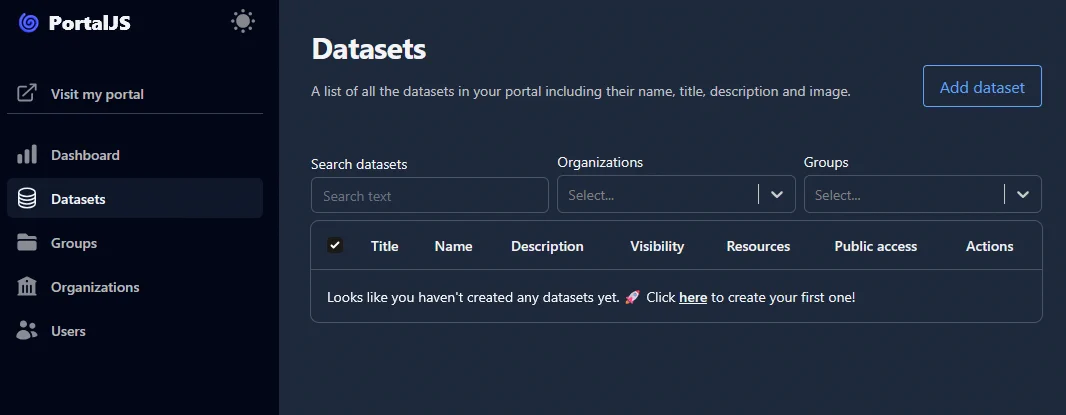 PortalJS
Visit my portal
Dashboard
Datasets
Groups
Organizations
Users
Datasets
A list of all the datasets in your portal including their name, title, description and image.
Add dataset
Search datasets
Organizations
Groups
Search text
Select...
Select...
Title Name Description Visibility Resources Public access Actions
Looks like you haven't created any datasets yet. 🚀 Click here to create your first one!